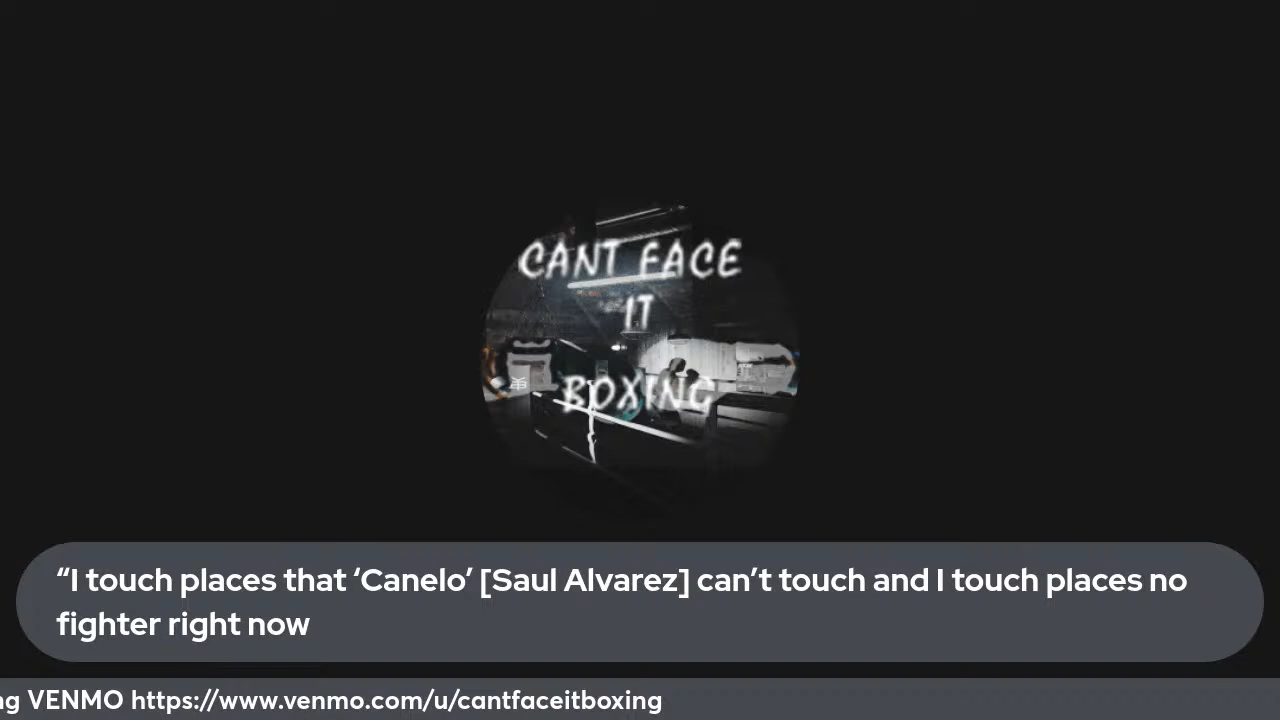 CANT FACE
IT
BOXING
“I touch places that ‘Canelo’ [Saul Alvarez] can’t touch and I touch places no
fighter right now
ng VENMO https://www.venmo.com/u/cantfaceitboxing